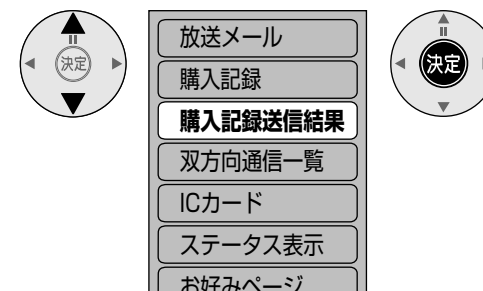 決定
放送メール
購入記録
購入記録送信結果
双方向通信一覧
ICカード
ステータス表示
お好みページ
決定